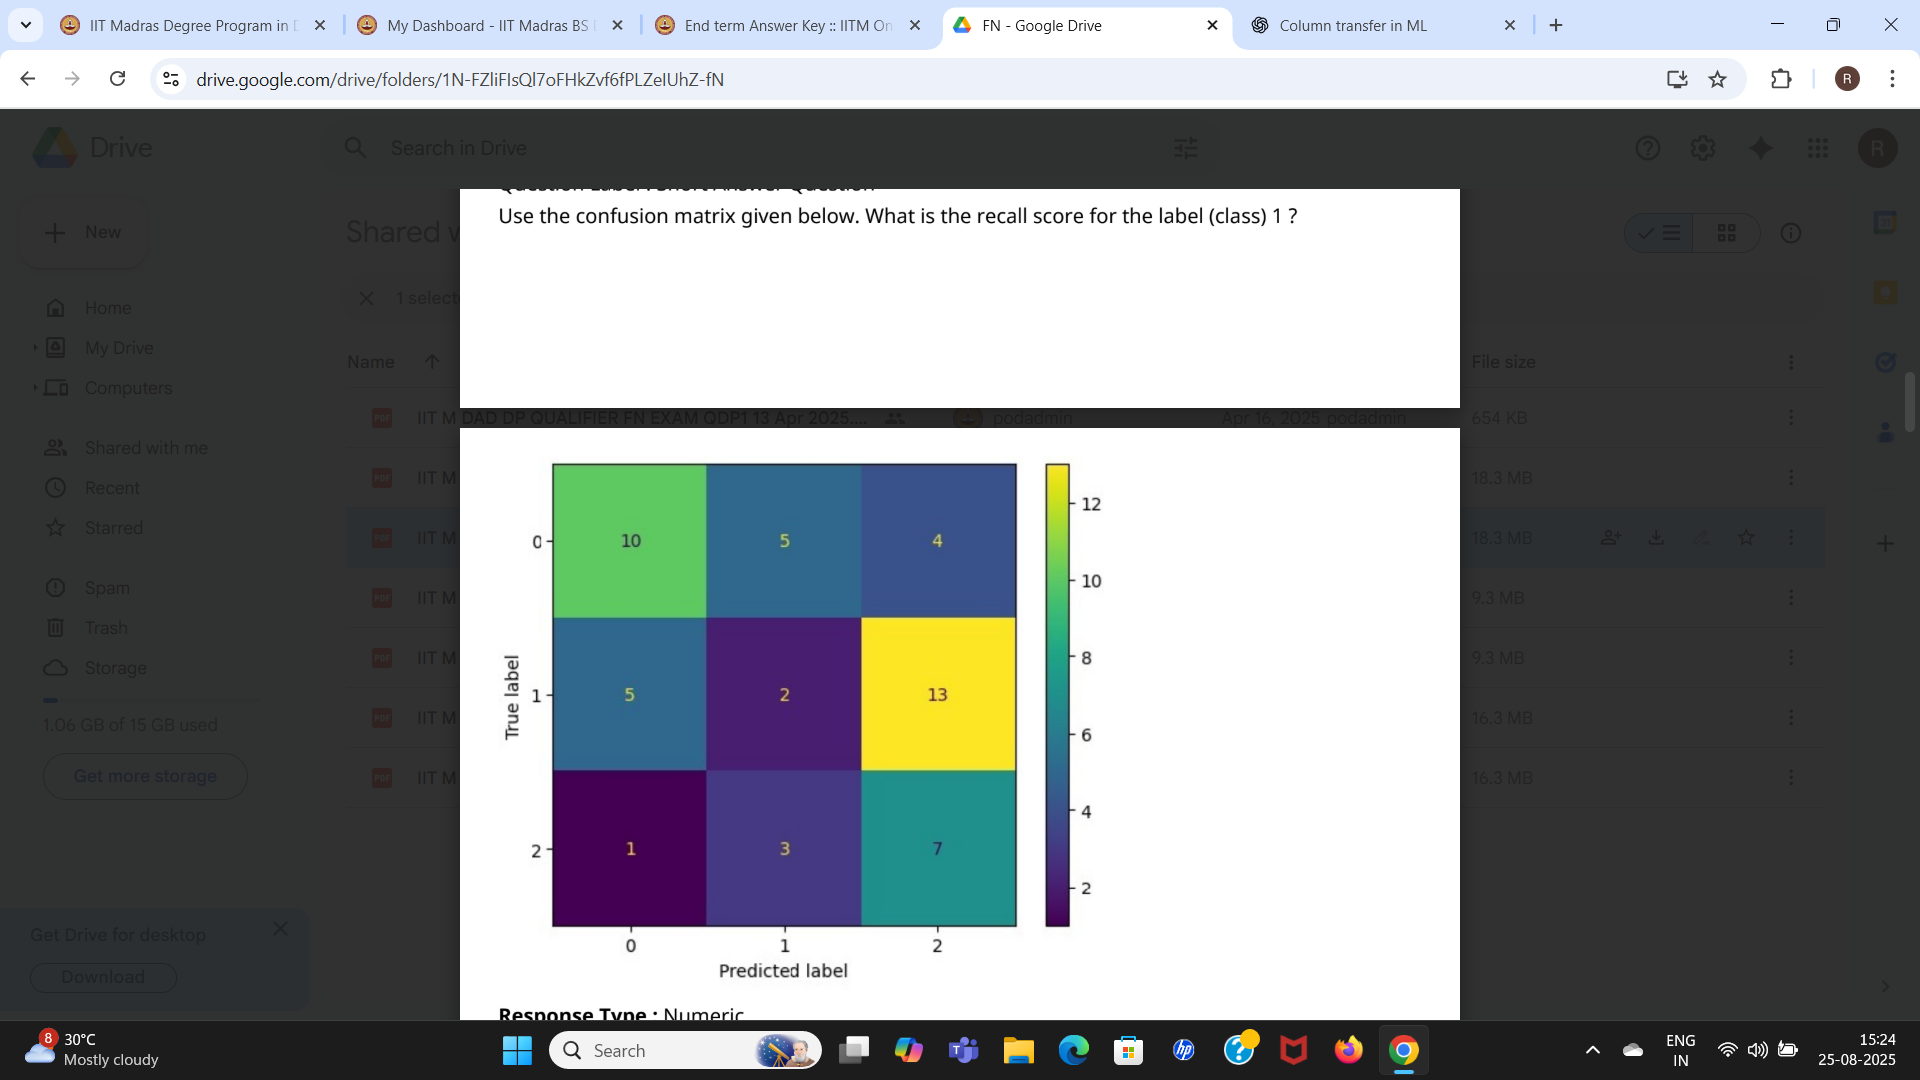 IIT Madras Degree Program in D
My Dashboard - IIT Madras BS
End term Answer Key :: IITM On
FN - Google Drive
Column transfer in ML
drive.google.com/drive/folders/1N-FZliFIsQl7oFHkZvf6fPLZeIUhZ-fN
R
Drive
Search in Drive
R
Question Label : Short Answer Question
Use the confusion matrix given below. What is the recall score for the label (class) 1 ?
New
Shared w
Home
1 selecte
My Drive
Name
File size
Computers
IIT M DAD DP QUALIFIER FN EXAM QDP1 13 Apr 2025....
podadmin
Apr 16, 2025 podadmin
654 KB
Shared with me
IIT M
18.3 MB
Recent
Starred
IIT M
18.3 MB
Spam
IIT M
9.3 MB
Trash
IIT M
9.3 MB
Storage
1.06 GB of 15 GB used
IIT M
16.3 MB
Get more storage
IIT M
16.3 MB
12
0
10
5
4
10
8
True label
1
5
2
13
6
4
2
1
3
7
2
0
1
2
Predicted label
Get Drive for desktop
Download
Response Type : Numeric
8
30°C
Mostly cloudy
Search
ENG
IN
15:24
25-08-2025